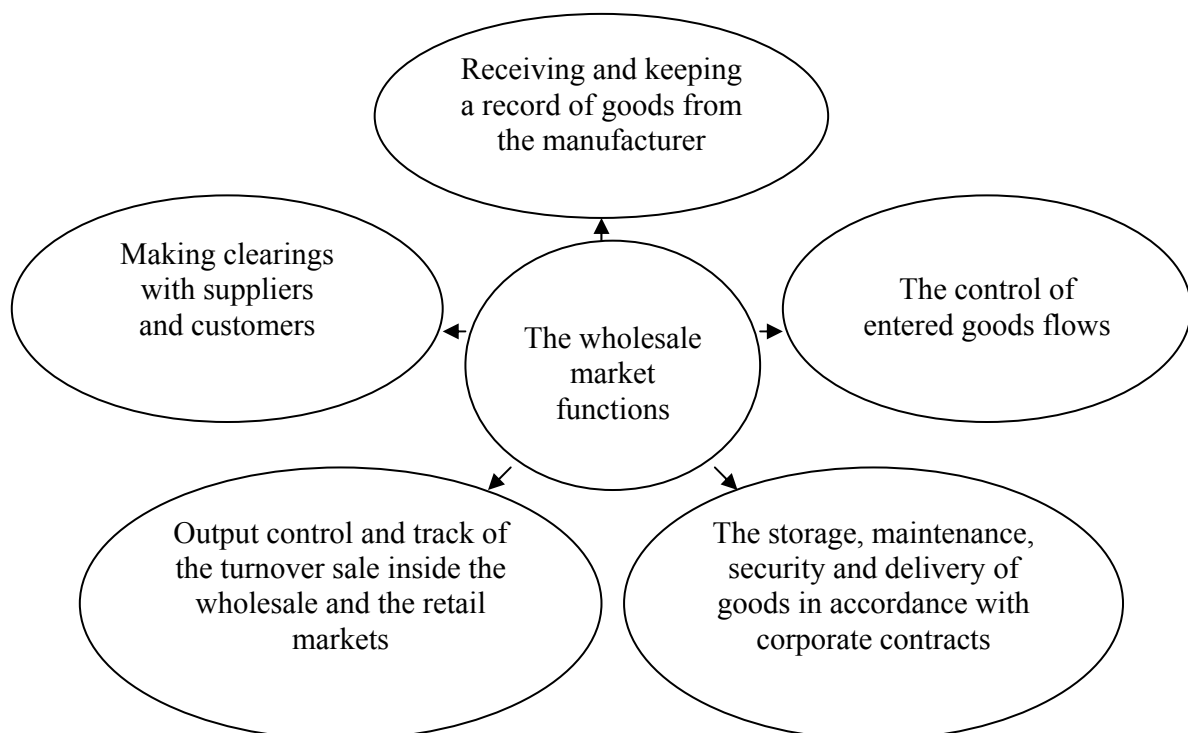 Receiving and keeping
a record of goods from
the manufacturer
Making clearings
with suppliers
and customers
The control of
entered goods flows
The wholesale
market
functions
Output control and track of
the turnover sale inside the
wholesale and the retail
markets
The storage, maintenance,
security and delivery of
goods in accordance with
corporate contracts